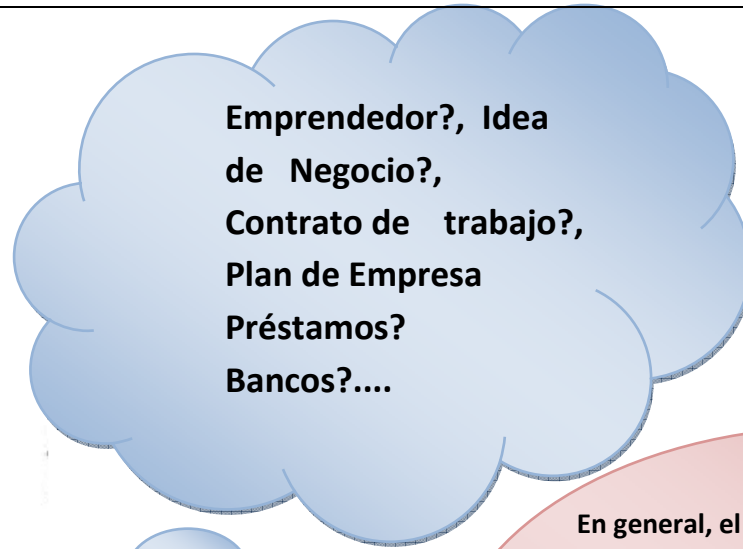 Emprendedor?, Idea
de Negocio?,
Contrato de trabajo?,
Plan de Empresa
Préstamos?
Bancos?....
En general, el